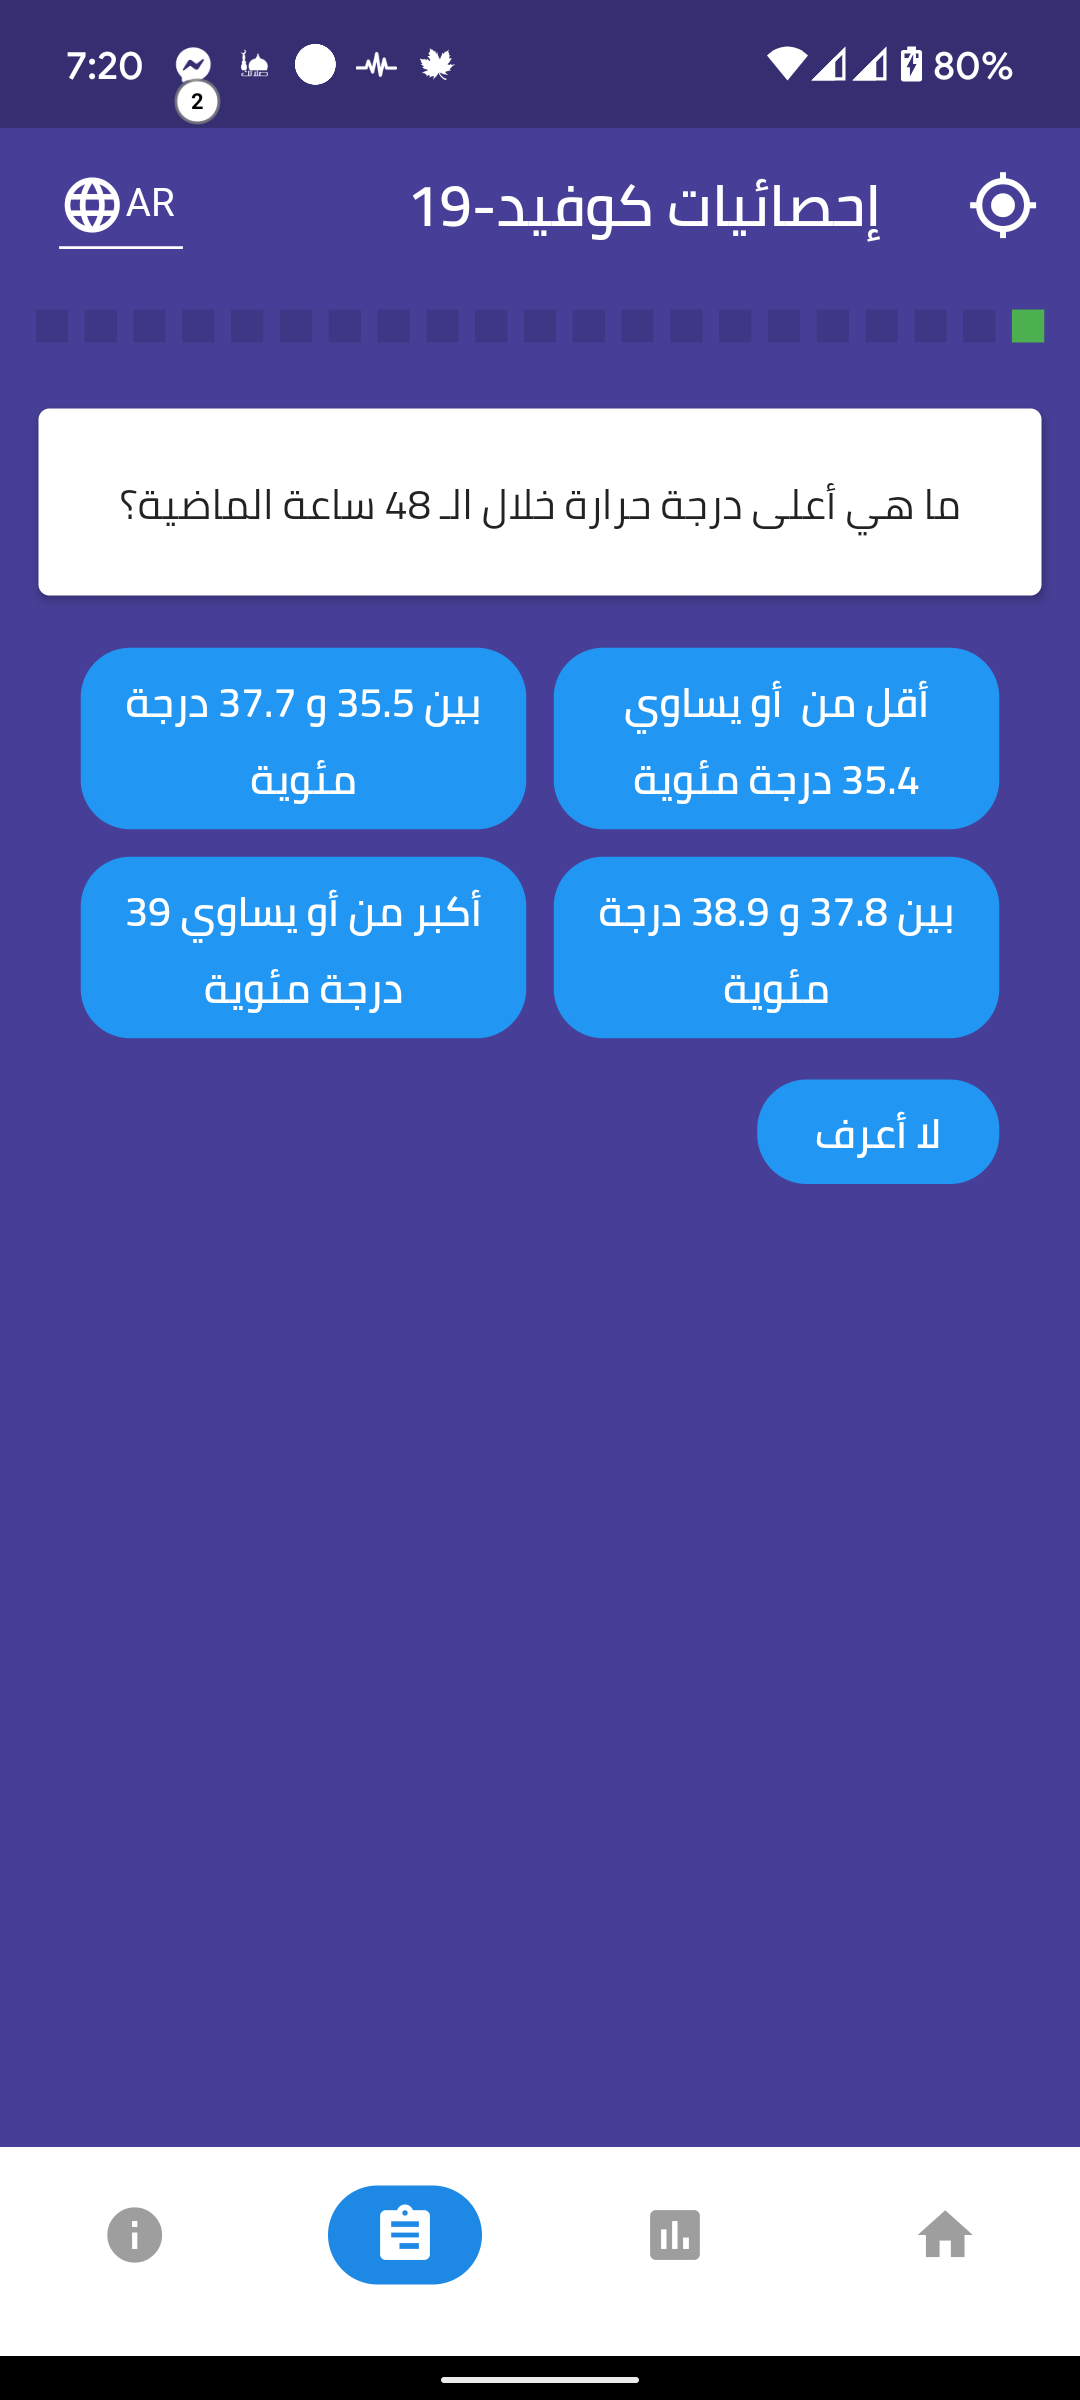 7:20
80%
2
إحصائيات كوفيد-19
AR
ما هي أعلى درجة حرارة خلال الـ 48 ساعة الماضية؟
أقل من أو يساوي
35.4 درجة مئوية
بين 35.5 و 37.7 درجة
مئوية
بين 37.8 و 38.9 درجة
مئوية
أكبر من أو يساوي 39
درجة مئوية
لا أعرف